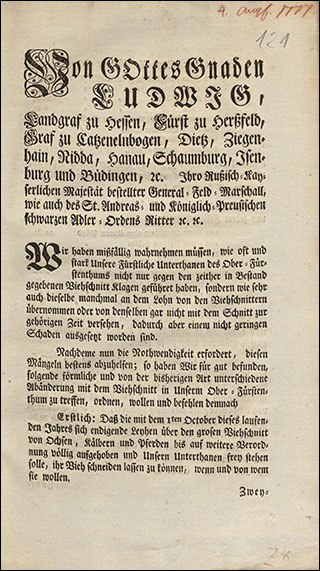 121
Von GOttes Gnaden
LUDWIG,
Landgraf zu Hessen, Fürst zu Herßfeld,
Graf zu Catzenelnbogen, Dietz, Ziegen-
hain, Nidda, Hanau, Schaumburg, Isen-
burg und Büdingen, ꝛc. Ihro Rußisch-Kay-
serlichen Majestät bestellter General-Feld-Marschall,
wie auch des St. Andreas- und Königlich-Preußischen
schwarzen Adler-Ordens Ritter ꝛc. ꝛc.
Wir haben mißfällig wahrnehmen müssen, wie oft und
stark Unsere Fürstliche Unterthanen des Ober-Für-
stenthums nicht nur gegen den zeither in Bestand
gegebenen Viehschnitt Klagen geführet haben, sondern wie sehr
auch dieselbe manchmal an dem Lohn von den Viehschnittern
übernommen oder von denselben gar nicht mit dem Schnitt zur
gehörigen Zeit versehen, dadurch aber einem nicht geringen
Schaden ausgesetzt worden sind.
Nachdeme nun die Nothwendigkeit erfordert, diesen
Mängeln bestens abzuhelfen; so haben Wir für gut befunden,
folgende förmliche und von der bisherigen Art unterschiedene
Abänderung mit dem Viehschnitt in Unserm Ober-Fürsten-
thum zu treffen, ordnen, wollen und befehlen demnach
Erstlich: Daß die mit dem 1ten October dieses laufen-
den Jahres sich endigende Leyhen über den grosen Viehschnitt
von Ochsen, Kälbern und Pferden bis auf weitere Verord-
nung völlig aufgehoben und Unsern Unterthanen frey stehen
solle, ihr Vieh schneiden lassen zu können, wenn und von wem
sie wollen.
Zwey-